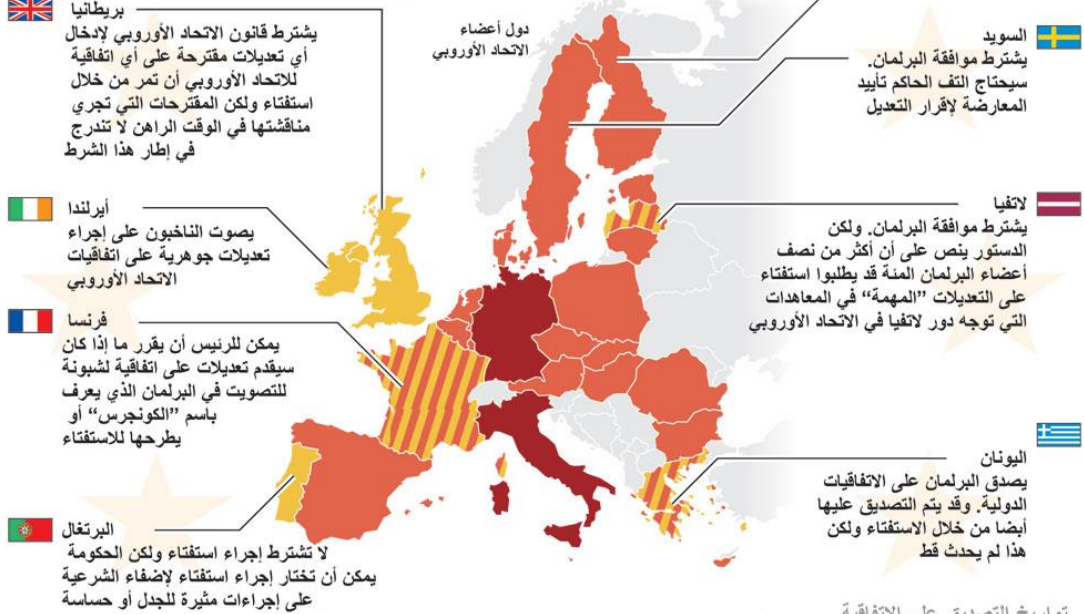 بريطانيا
يشترط قانون الاتحاد الأوروبي لإدخال
أي تعديلات مقترحة على أي اتفاقية
للاتحاد الأوروبي أن تمر من خلال
استفتاء ولكن المقترحات التي تجري
مناقشتها في الوقت الراهن لا تندرج
في إطار هذا الشرط
أيرلندا
يصوت الناخبون على إجراء
تعديلات جوهرية على اتفاقيات
الاتحاد الأوروبي
فرنسا
يمكن للرئيس أن يقرر ما إذا كان
سيقدم تعديلات على اتفاقية لشبونة
للتصويت في البرلمان الذي يعرف
باسم "الكونجرس" أو
يطرحها للاستفتاء
البرتغال
لا تشترط إجراء استفتاء ولكن الحكومة
يمكن أن تختار إجراء استفتاء لإضفاء الشرعية
على إجراءات مثيرة للجدل أو حساسة
دول أعضاء
الاتحاد الأوروبي
السويد
يشترط موافقة البرلمان.
سيحتاج التف الحاكم تأييد
المعارضة لإقرار التعديل
لاتفيا
يشترط موافقة البرلمان. ولكن
الدستور ينص على أن أكثر من نصف
أعضاء البرلمان المئة قد يطلبوا استفتاء
على التعديلات "المهمة" في المعاهدات
التي توجه دور لاتفيا في الاتحاد الأوروبي
اليونان
يصدق البرلمان على الاتفاقيات
الدولية. وقد يتم التصديق عليها
أيضا من خلال الاستفتاء ولكن
هذا لم يحدث قط
التصديق على الاتفاقية